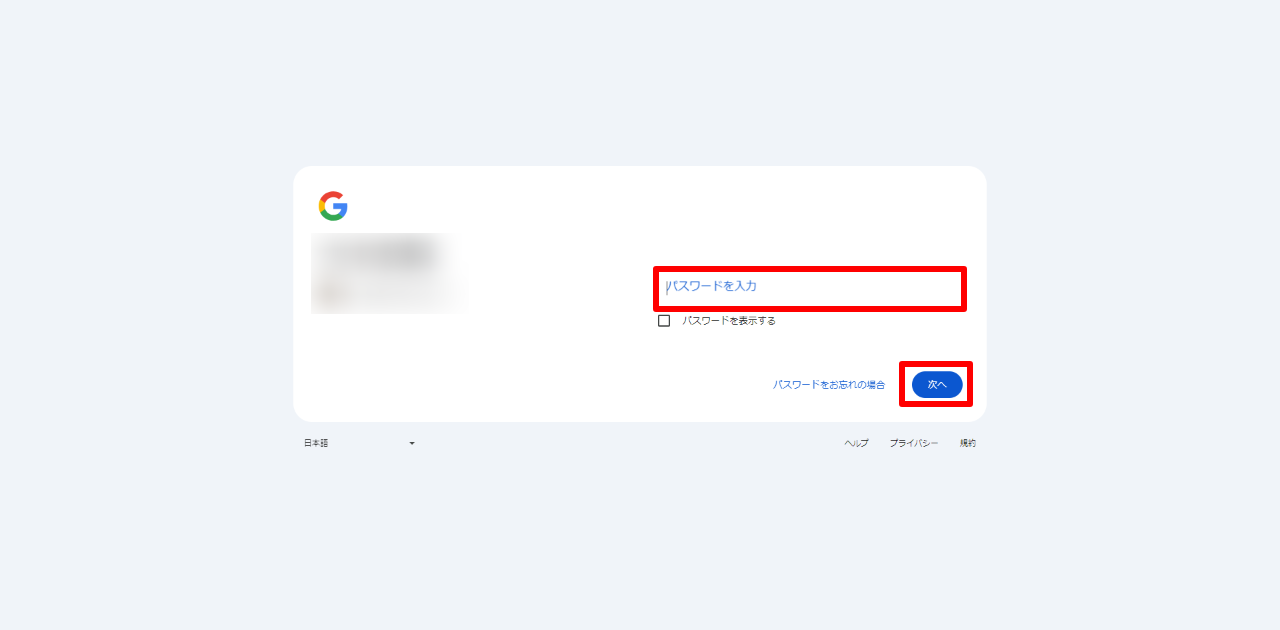 パスワードを入力
パスワードを表示する
パスワードをお忘れの場合
次へ
日本語
ヘルプ
プライバシー
規約